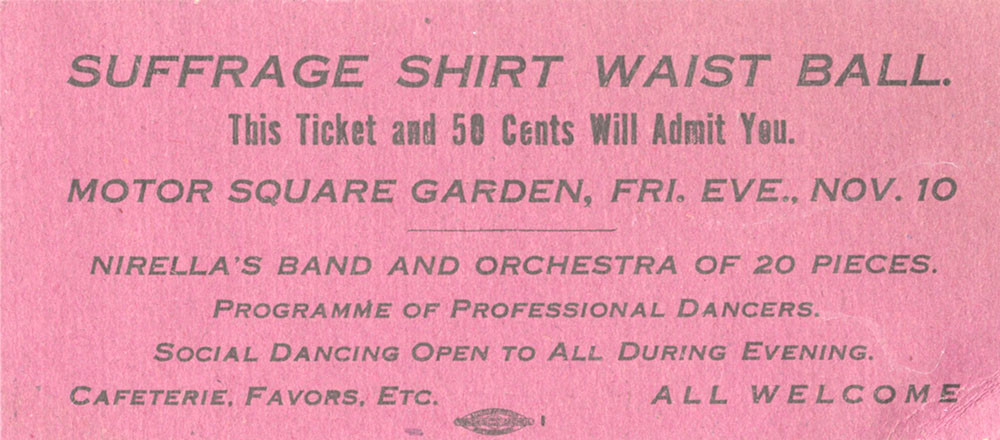 SUFFRAGE SHIRT WAIST BALL.
This Ticket and 50 Cents Will Admit You.
MOTOR SQUARE GARDEN, FRI. EVE., NOV. 10
NIRELLA'S BAND AND ORCHESTRA OF 20 PIECES.
PROGRAMME OF PROFESSIONAL DANCERS.
SOCIAL DANCING OPEN TO ALL DURING EVENING.
CAFETERIE, FAVORS, ETC. ALL WELCOME